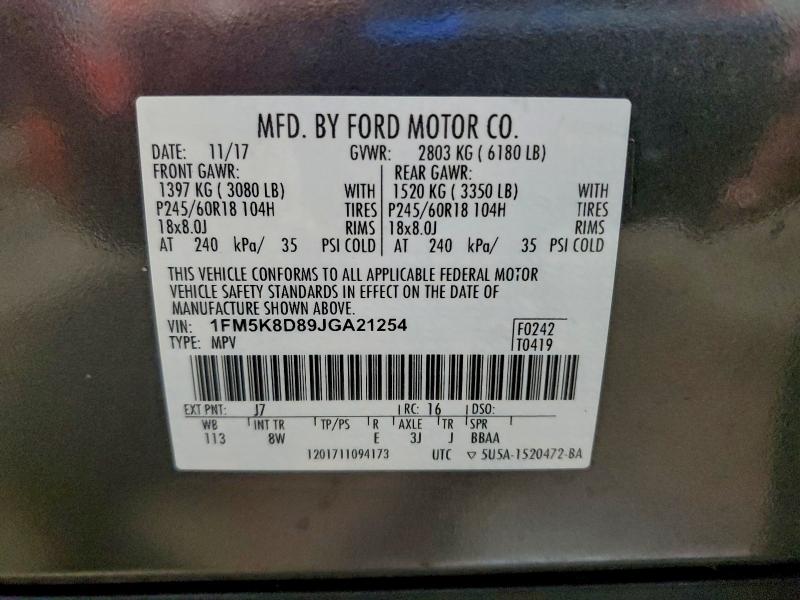 MFD. BY FORD MOTOR CO.
DATE: 11/17 GVWR: 2803 KG ( 6180 LB)
FRONT GAWR: REAR GAWR:
1397 KG ( 3080 LB) WITH 1520 KG ( 3350 LB) WITH
P245/60R18 104H TIRES P245/60R18 104H TIRES
18x8.0J RIMS 18x8.0J RIMS
AT 240 kPa/ 35 PSI COLD AT 240 kPa/ 35 PSI COLD
THIS VEHICLE CONFORMS TO ALL APPLICABLE FEDERAL MOTOR
VEHICLE SAFETY STANDARDS IN EFFECT ON THE DATE OF
MANUFACTURE SHOWN ABOVE.
VIN: 1FM5K8D89JGA21254 F0242
TYPE: MPV T0419
EXT PNT: J7 RC: 16 DSO:
WB INT TR TP/PS R AXLE TR SPR
113 8W E 3J J BBAA
1201711094173 UTC ▽ 5U5A-1520472-BA